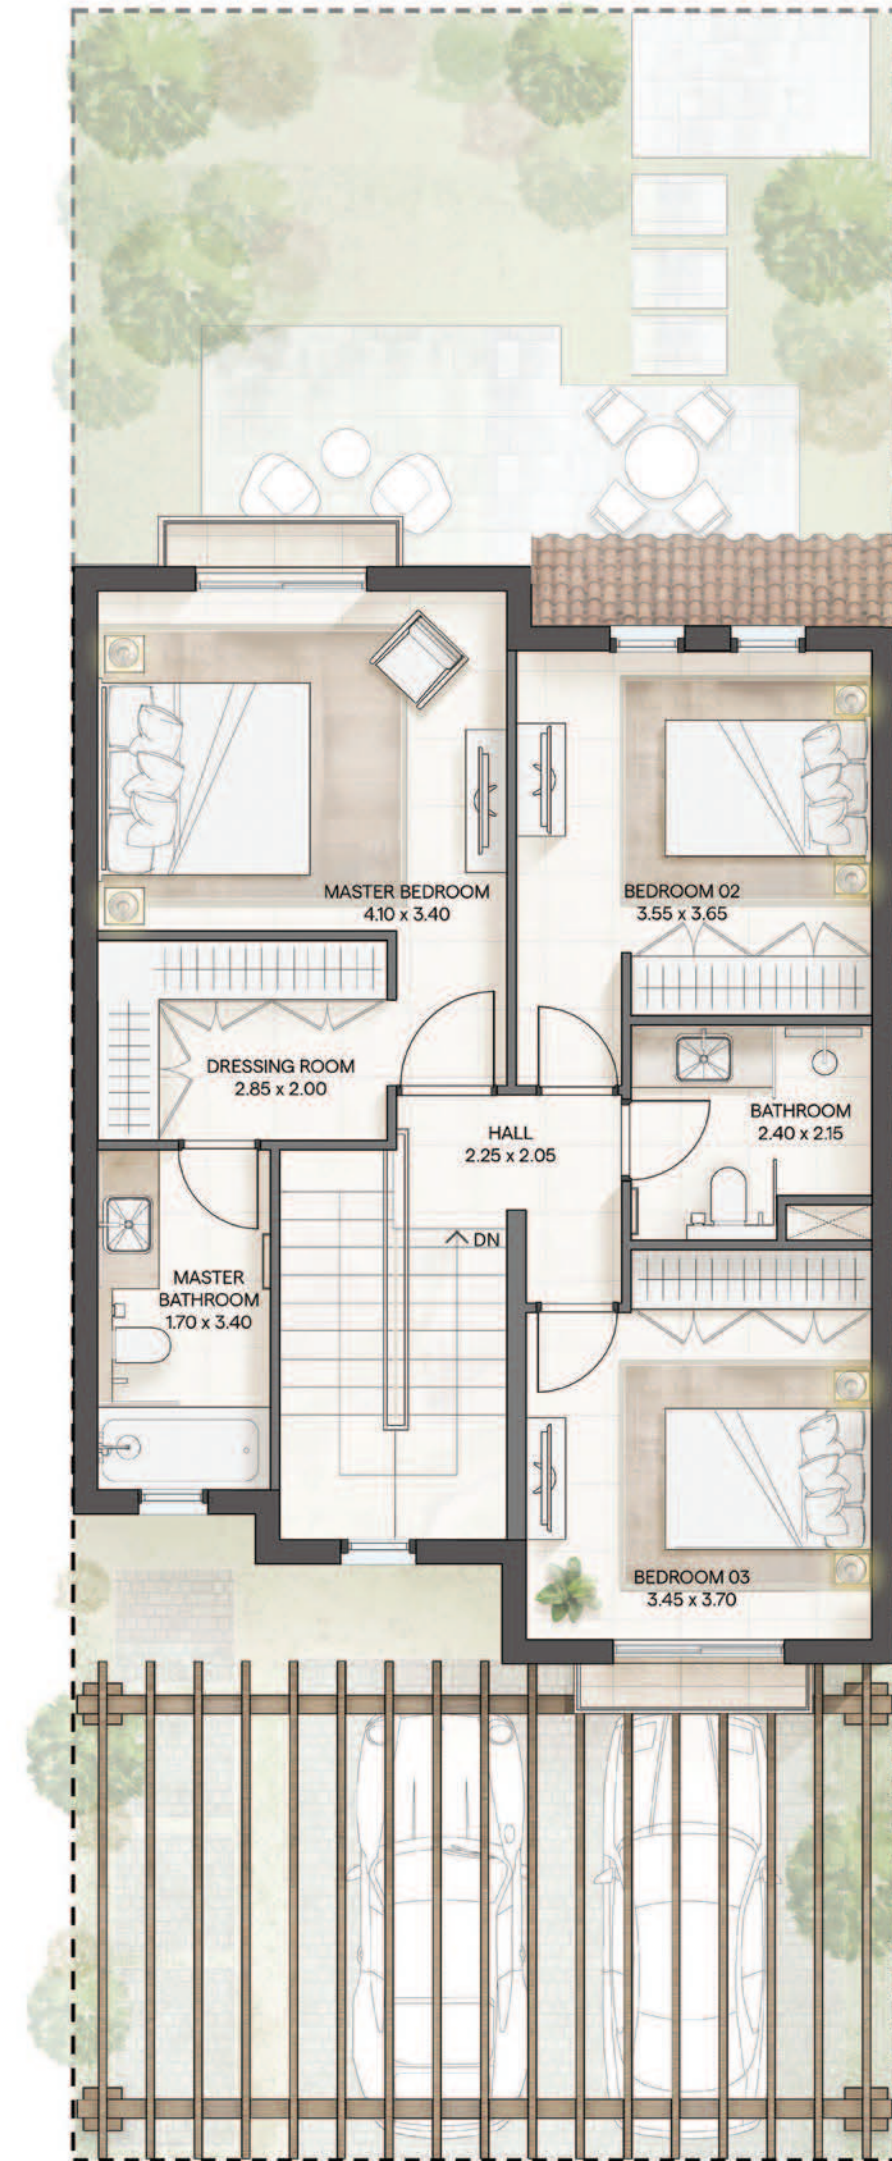 MASTER BEDROOM
4.10 x 3.40
BEDROOM 02
3.55 x 3.65
DRESSING ROOM
2.85 x 2.00
HALL
2.25 x 2.05
BATHROOM
2.40 x 2.15
DN
MASTER
BATHROOM
1.70 x 3.40
BEDROOM 03
3.45 x 3.70